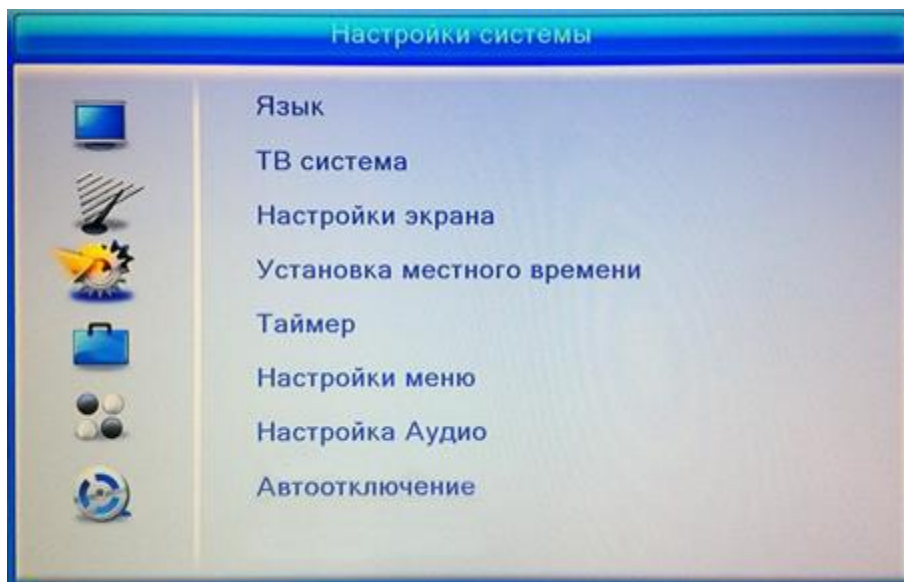 Настройки системы
Язык
ТВ система
Настройки экрана
Установка местного времени
Таймер
Настройки меню
Настройка Аудио
Автоотключение